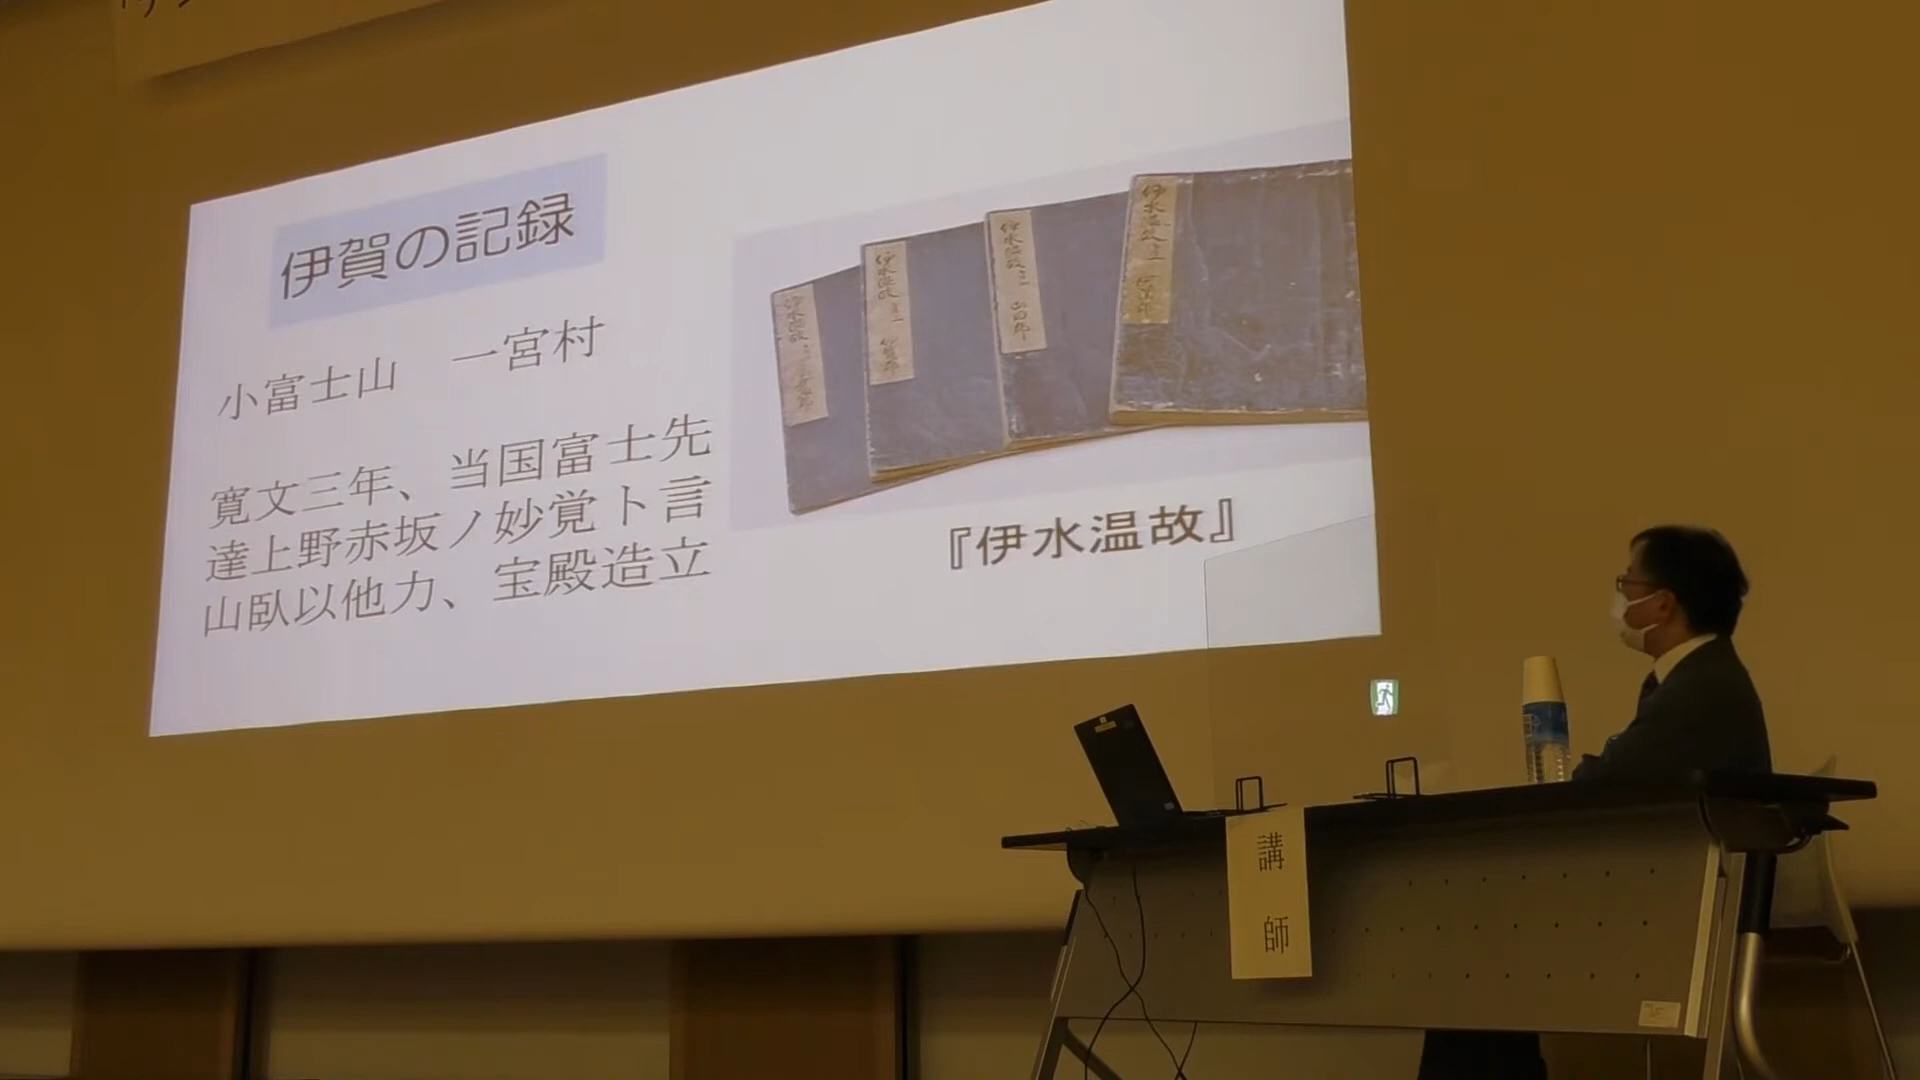 伊賀の記録
小富士山　一宮村
寛文三年、当国富士先
達上野赤坂ノ妙覚ト言
山臥以他力、宝殿造立
『伊水温故』
講師